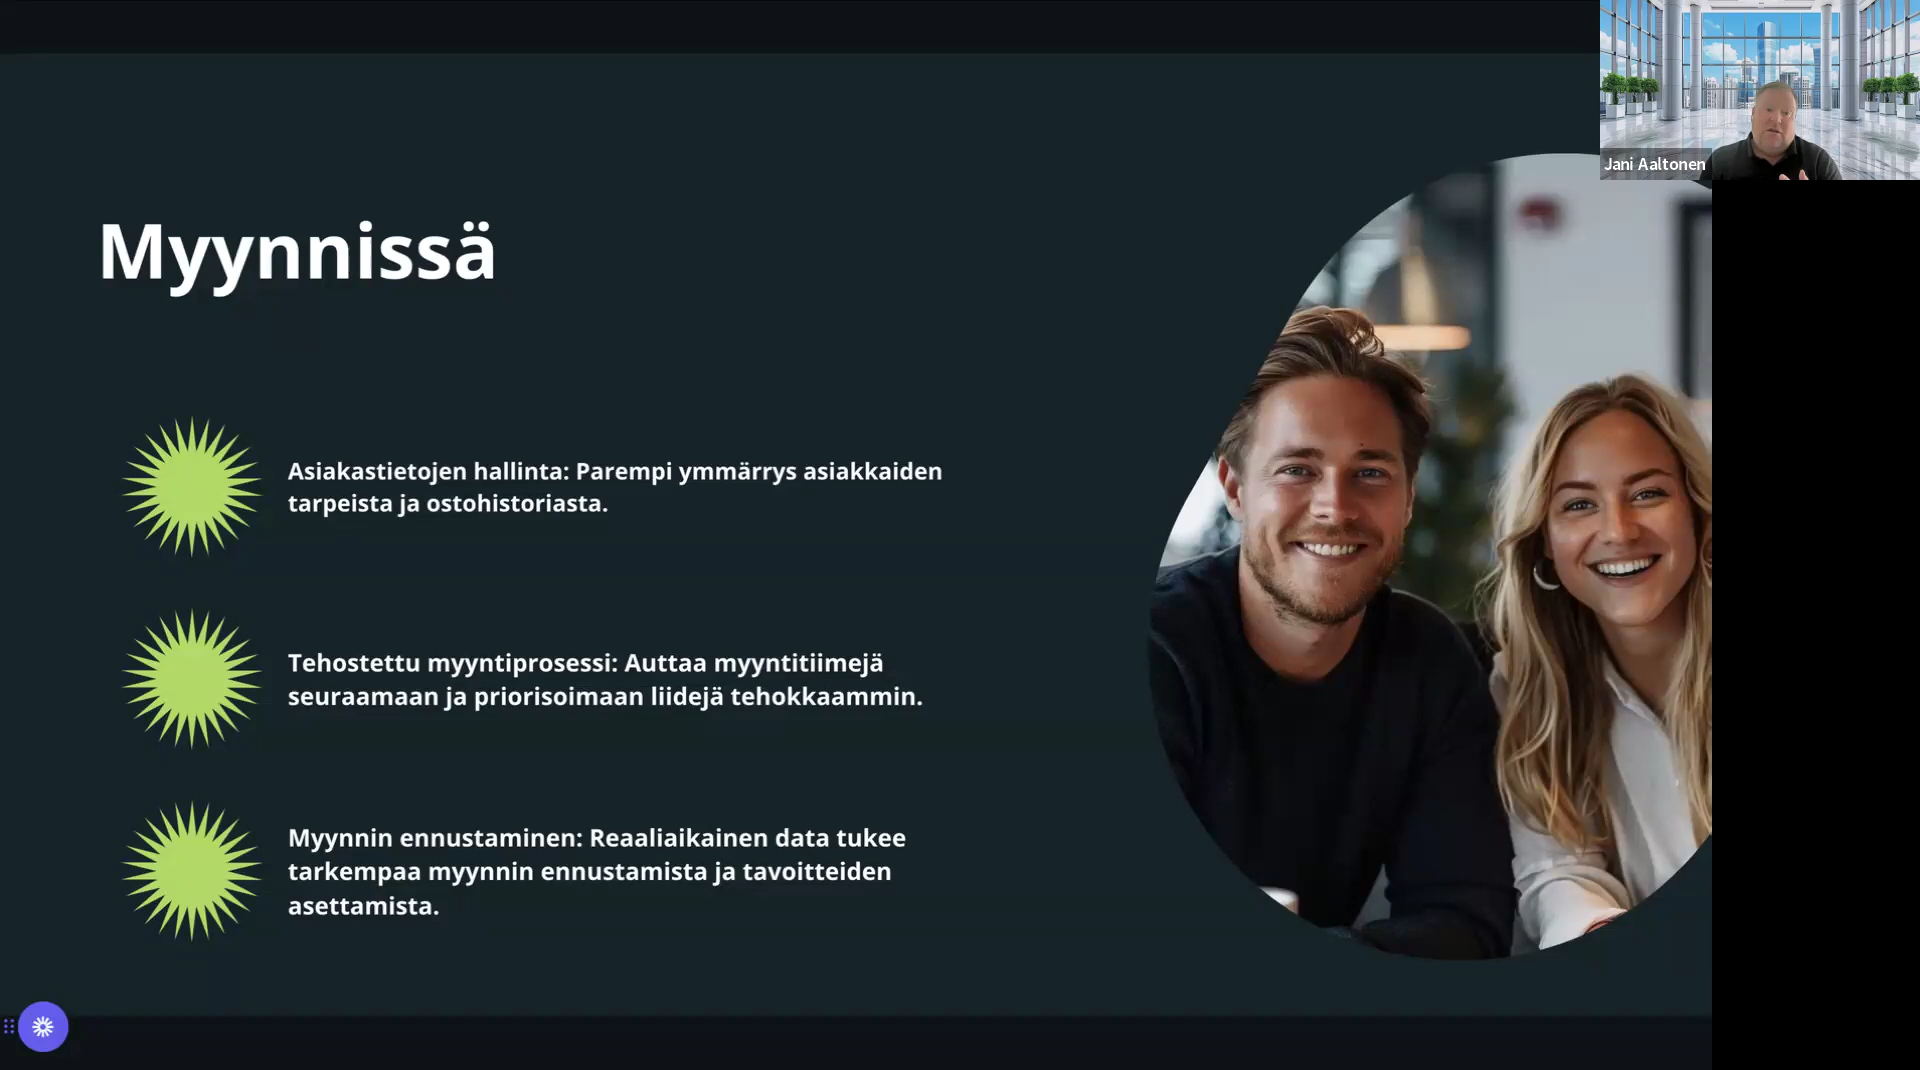 Jani Aaltonen
Myynnissä
Asiakastietojen hallinta: Parempi ymmärrys asiakkaiden
tarpeista ja ostohistoriasta.
Tehostettu myyntiprosessi: Auttaa myyntitiimejä
seuraamaan ja priorisoimaan liidejä tehokkaammin.
Myynnin ennustaminen: Reaaliaikainen data tukee
tarkempaa myynnin ennustamista ja tavoitteiden
asettamista.